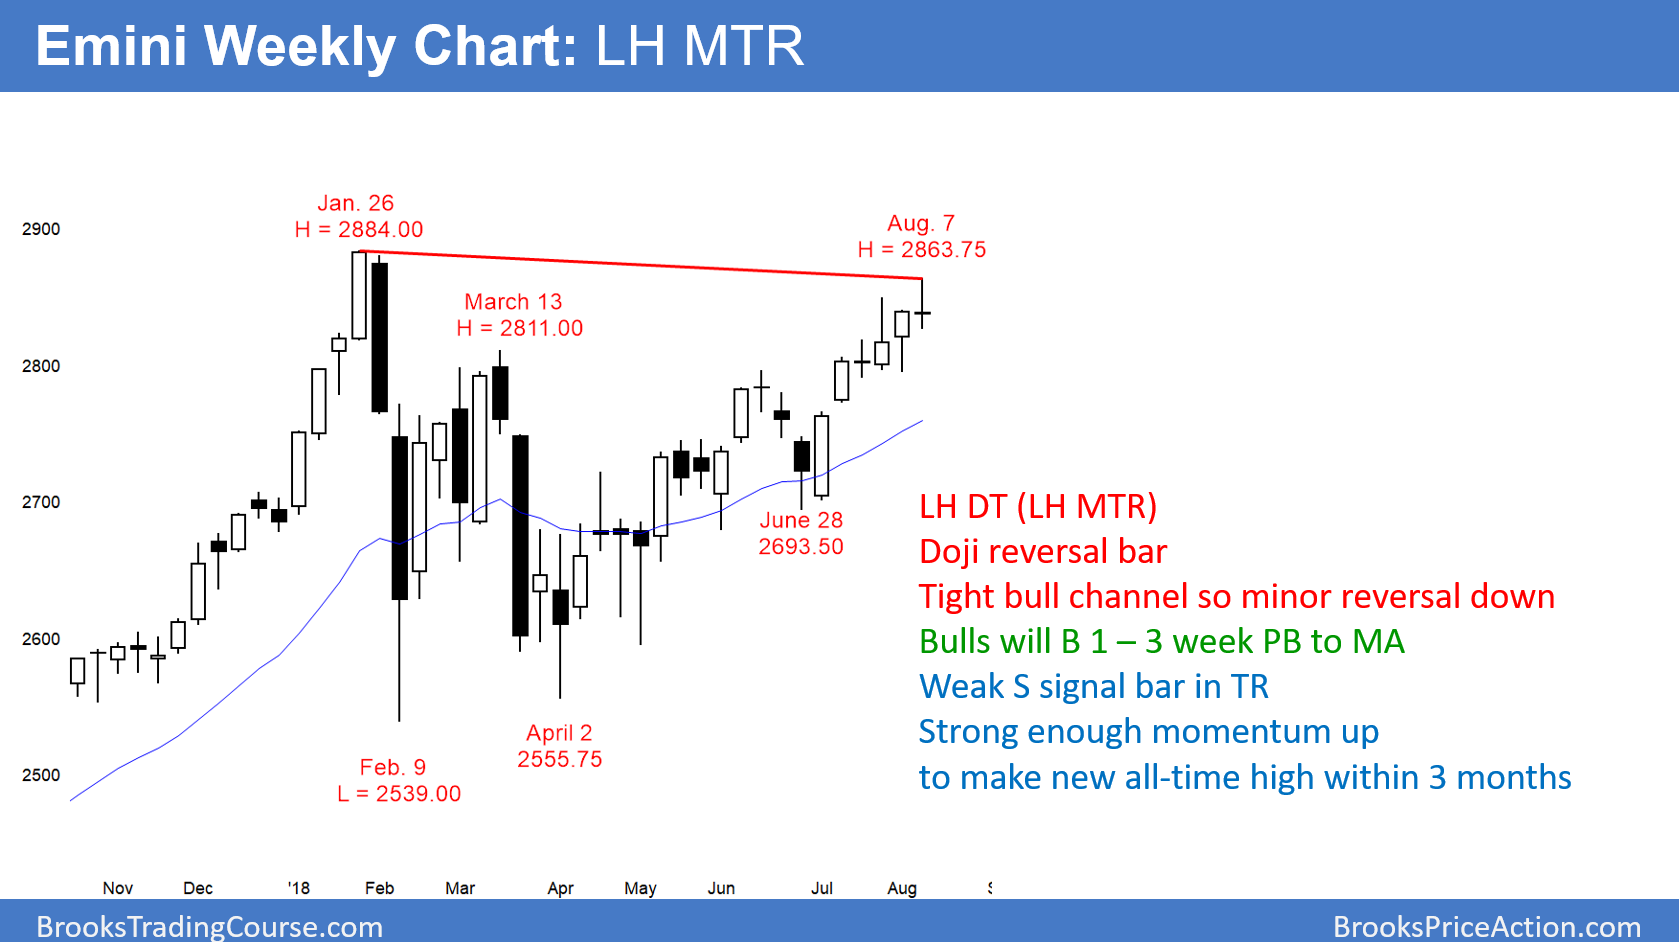 Emini Weekly Chart: LH MTR
Jan. 26
H = 2884.00
Aug. 7
H = 2863.75
2900
March 13
H = 2811.00
2800
2700
June 28
2693.50
LH DT (LH MTR)
Doji reversal bar
Tight bull channel so minor reversal down
2600
Bulls will B 1 – 3 week PB to MA
Weak S signal bar in TR
Strong enough momentum up
to make new all-time high within 3 months
April 2
2555.75
2500
Feb. 9
L = 2539.00
Nov Dec '18 Feb Mar Apr May Jun Jul Aug
BrooksTradingCourse.com
BrooksPriceAction.com